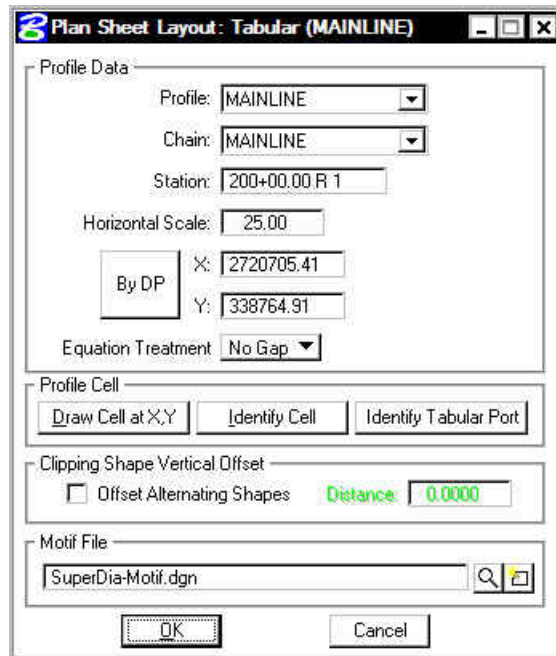 Plan Sheet Layout: Tabular (MAINLINE)
Profile Data
Profile: MAINLINE
Chain: MAINLINE
Station: 200+00.00 R 1
Horizontal Scale: 25.00
By DP
X: 2720705.41
Y: 338764.91
Equation Treatment No Gap
Profile Cell
Draw Cell at X,Y Identify Cell Identify Tabular Port
Clipping Shape Vertical Offset
Offset Alternating Shapes Distance: 0.0000
Motif File
SuperDia-Motif.dgn
OK Cancel